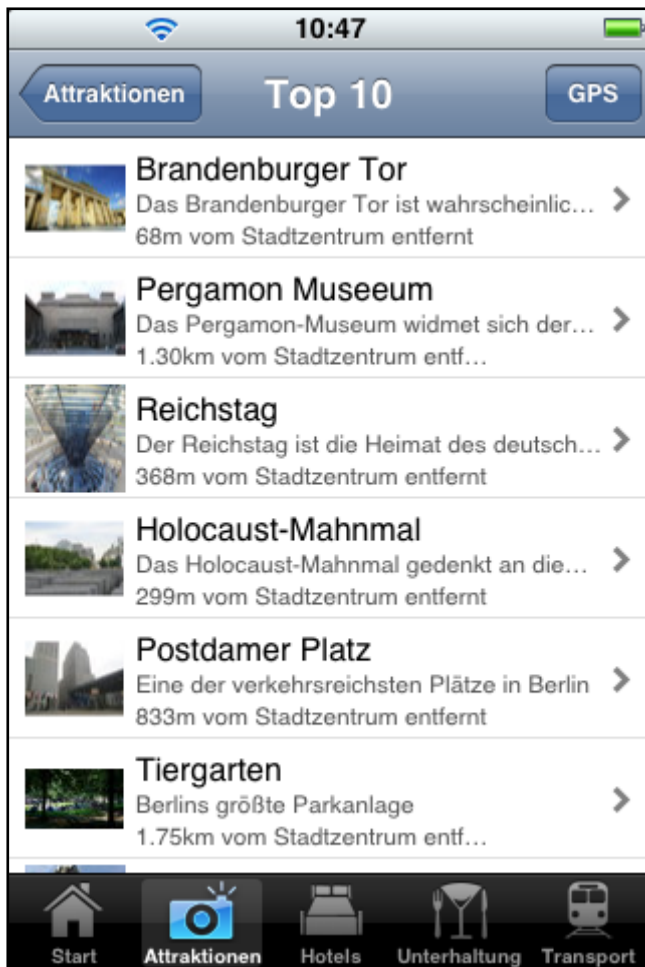 10:47
Attraktionen Top 10 GPS
Brandenburger Tor
Das Brandenburger Tor ist wahrscheinlic...
68m vom Stadtzentrum entfernt
Pergamon Museeum
Das Pergamon-Museum widmet sich der...
1.30km vom Stadtzentrum entf...
Reichstag
Der Reichstag ist die Heimat des deutsch...
368m vom Stadtzentrum entfernt
Holocaust-Mahnmal
Das Holocaust-Mahnmal gedenkt an die...
299m vom Stadtzentrum entfernt
Postdamer Platz
Eine der verkehrsreichsten Plätze in Berlin
833m vom Stadtzentrum entfernt
Tiergarten
Berlins größte Parkanlage
1.75km vom Stadtzentrum entf...
Start Attraktionen Hotels Unterhaltung Transport